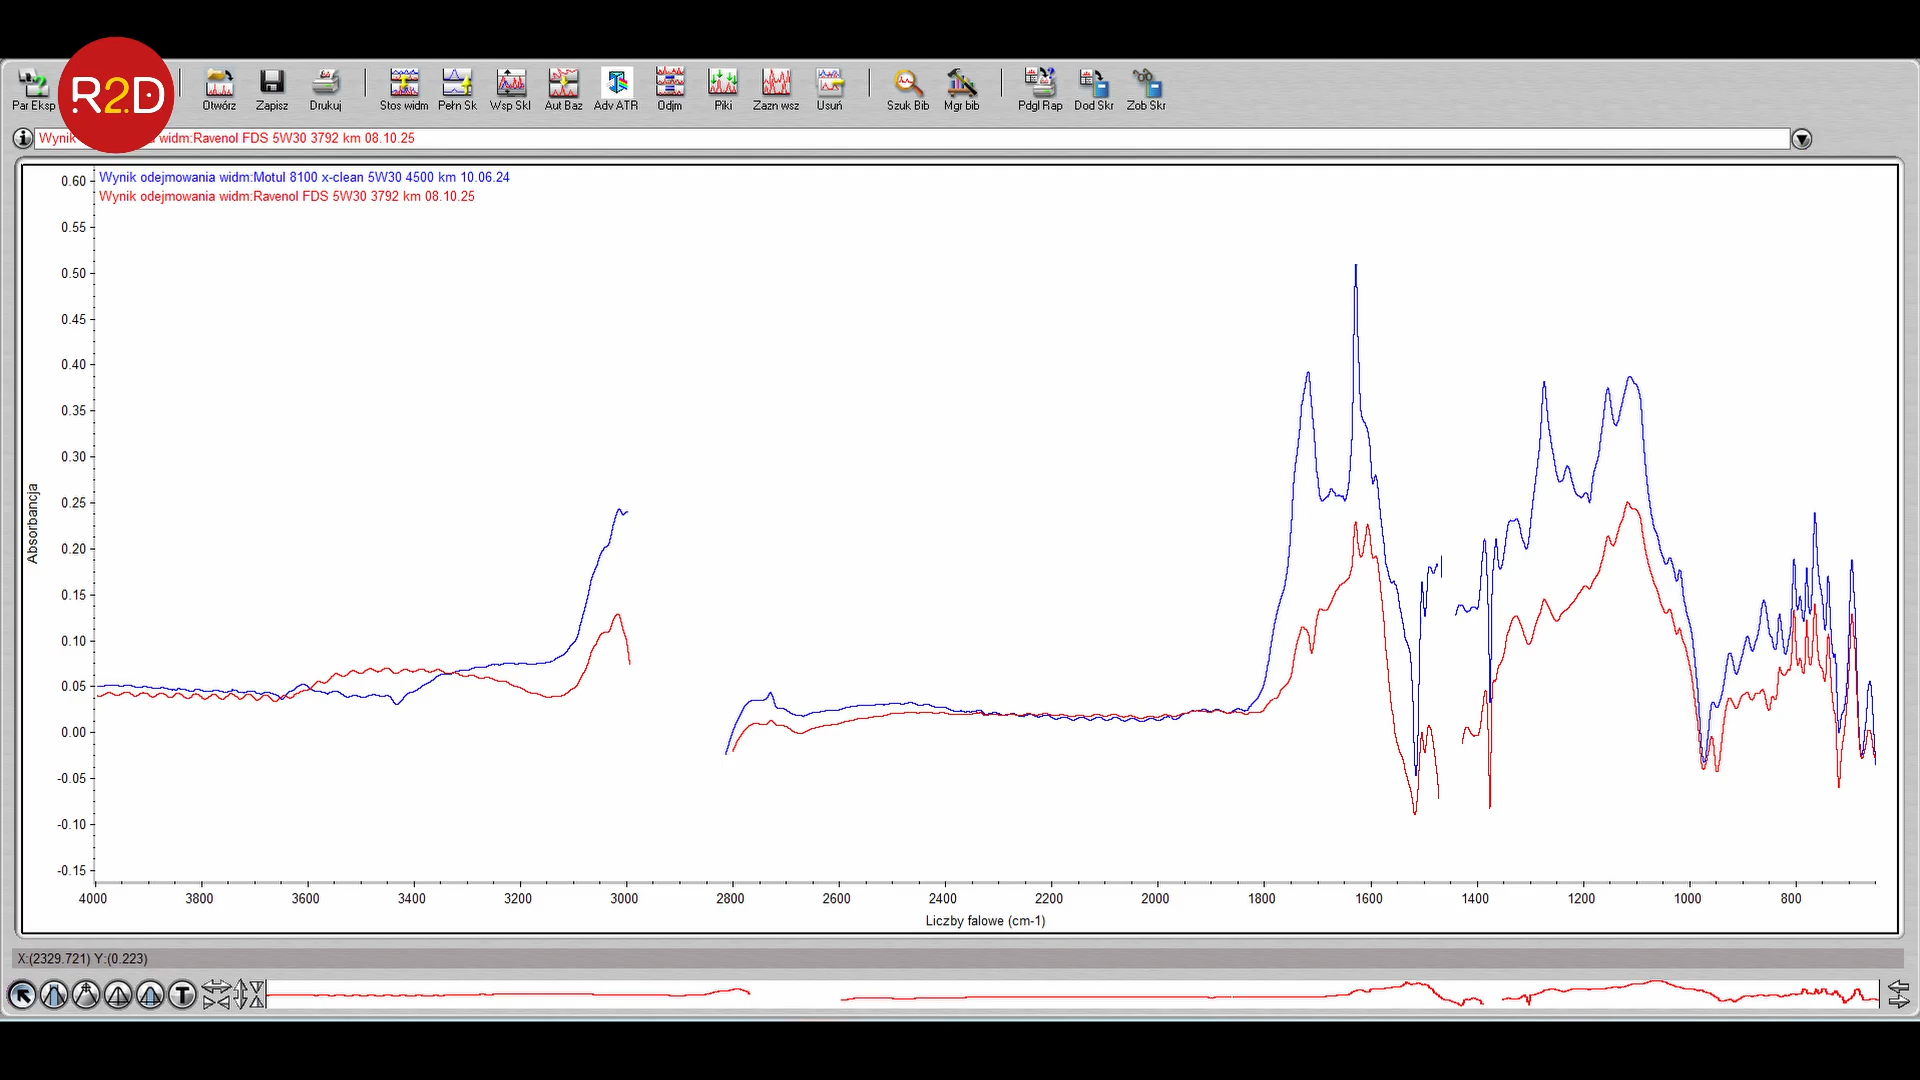 R2D
Par Eksp Otwórz Zapisz Drukuj Stos widm Pełn Sk Wsp Skl Aut Baz Adv ATR Odjm Piki Zazn wsz Usuń Szuk Bib Mgr bib Pdgl Rap Dod Skr Zob Skr
Wynik widm:Ravenol FDS 5W30 3792 km 08.10.25
Wynik odejmowania widm:Motul 8100 x-clean 5W30 4500 km 10.06.24
Wynik odejmowania widm:Ravenol FDS 5W30 3792 km 08.10.25
0.60
0.55
0.50
0.45
0.40
0.35
0.30
0.25
0.20
0.15
0.10
0.05
0.00
-0.05
-0.10
-0.15
Absorbancja
4000 3800 3600 3400 3200 3000 2800 2600 2400 2200 2000 1800 1600 1400 1200 1000 800
Liczby falowe (cm-1)
X:(2329.721) Y:(0.223)
T